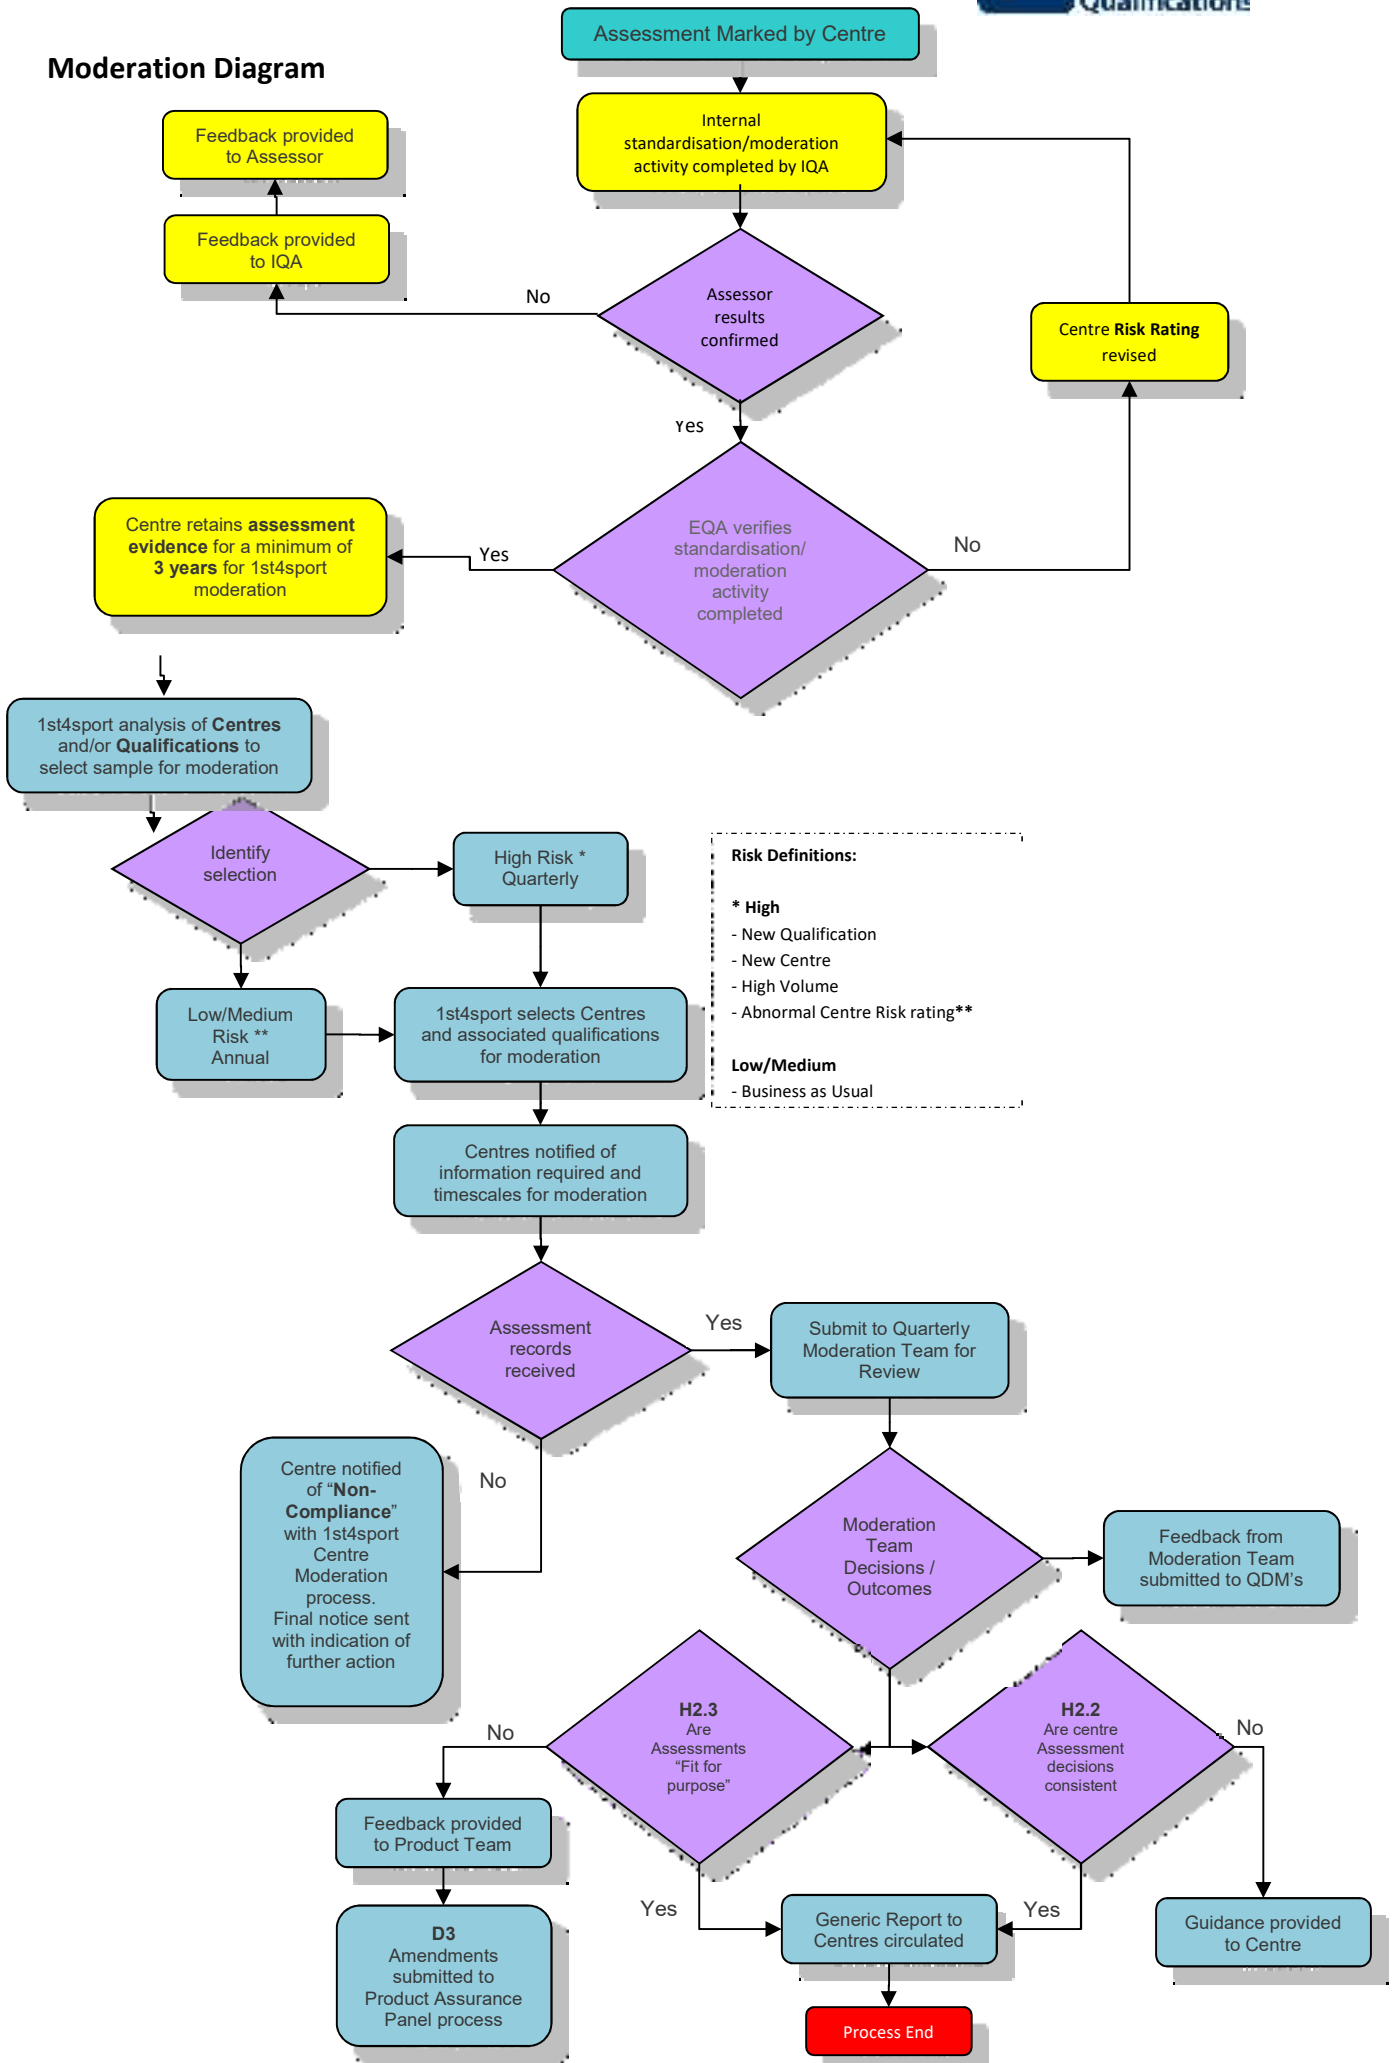 Qualifications
Assessment Marked by Centre
Moderation Diagram
Internal
standardisation/moderation
activity completed by IQA
Feedback provided
to Assessor
Feedback provided
to IQA
No
Assessor
results
confirmed
Centre Risk Rating
revised
Yes
Centre retains assessment
evidence for a minimum of
3 years for 1st4sport
moderation
Yes
EQA verifies
standardisation/
moderation
activity
completed
No
1st4sport analysis of Centres
and/or Qualifications to
select sample for moderation
Identify
selection
High Risk *
Quarterly
Risk Definitions:
* High
- New Qualification
- New Centre
- High Volume
- Abnormal Centre Risk rating**
Low/Medium
- Business as Usual
Low/Medium
Risk **
Annual
1st4sport selects Centres
and associated qualifications
for moderation
Centres notified of
information required and
timescales for moderation
Assessment
records
received
Yes
Submit to Quarterly
Moderation Team for
Review
No
Centre notified
of “Non-
Compliance”
with 1st4sport
Centre
Moderation
process.
Final notice sent
with indication of
further action
Moderation
Team
Decisions /
Outcomes
Feedback from
Moderation Team
submitted to QDM’s
No
H2.3
Are
Assessments
“Fit for
purpose”
H2.2
Are centre
Assessment
decisions
consistent
No
Feedback provided
to Product Team
Yes
Generic Report to
Centres circulated
Yes
Guidance provided
to Centre
D3
Amendments
submitted to
Product Assurance
Panel process
Process End